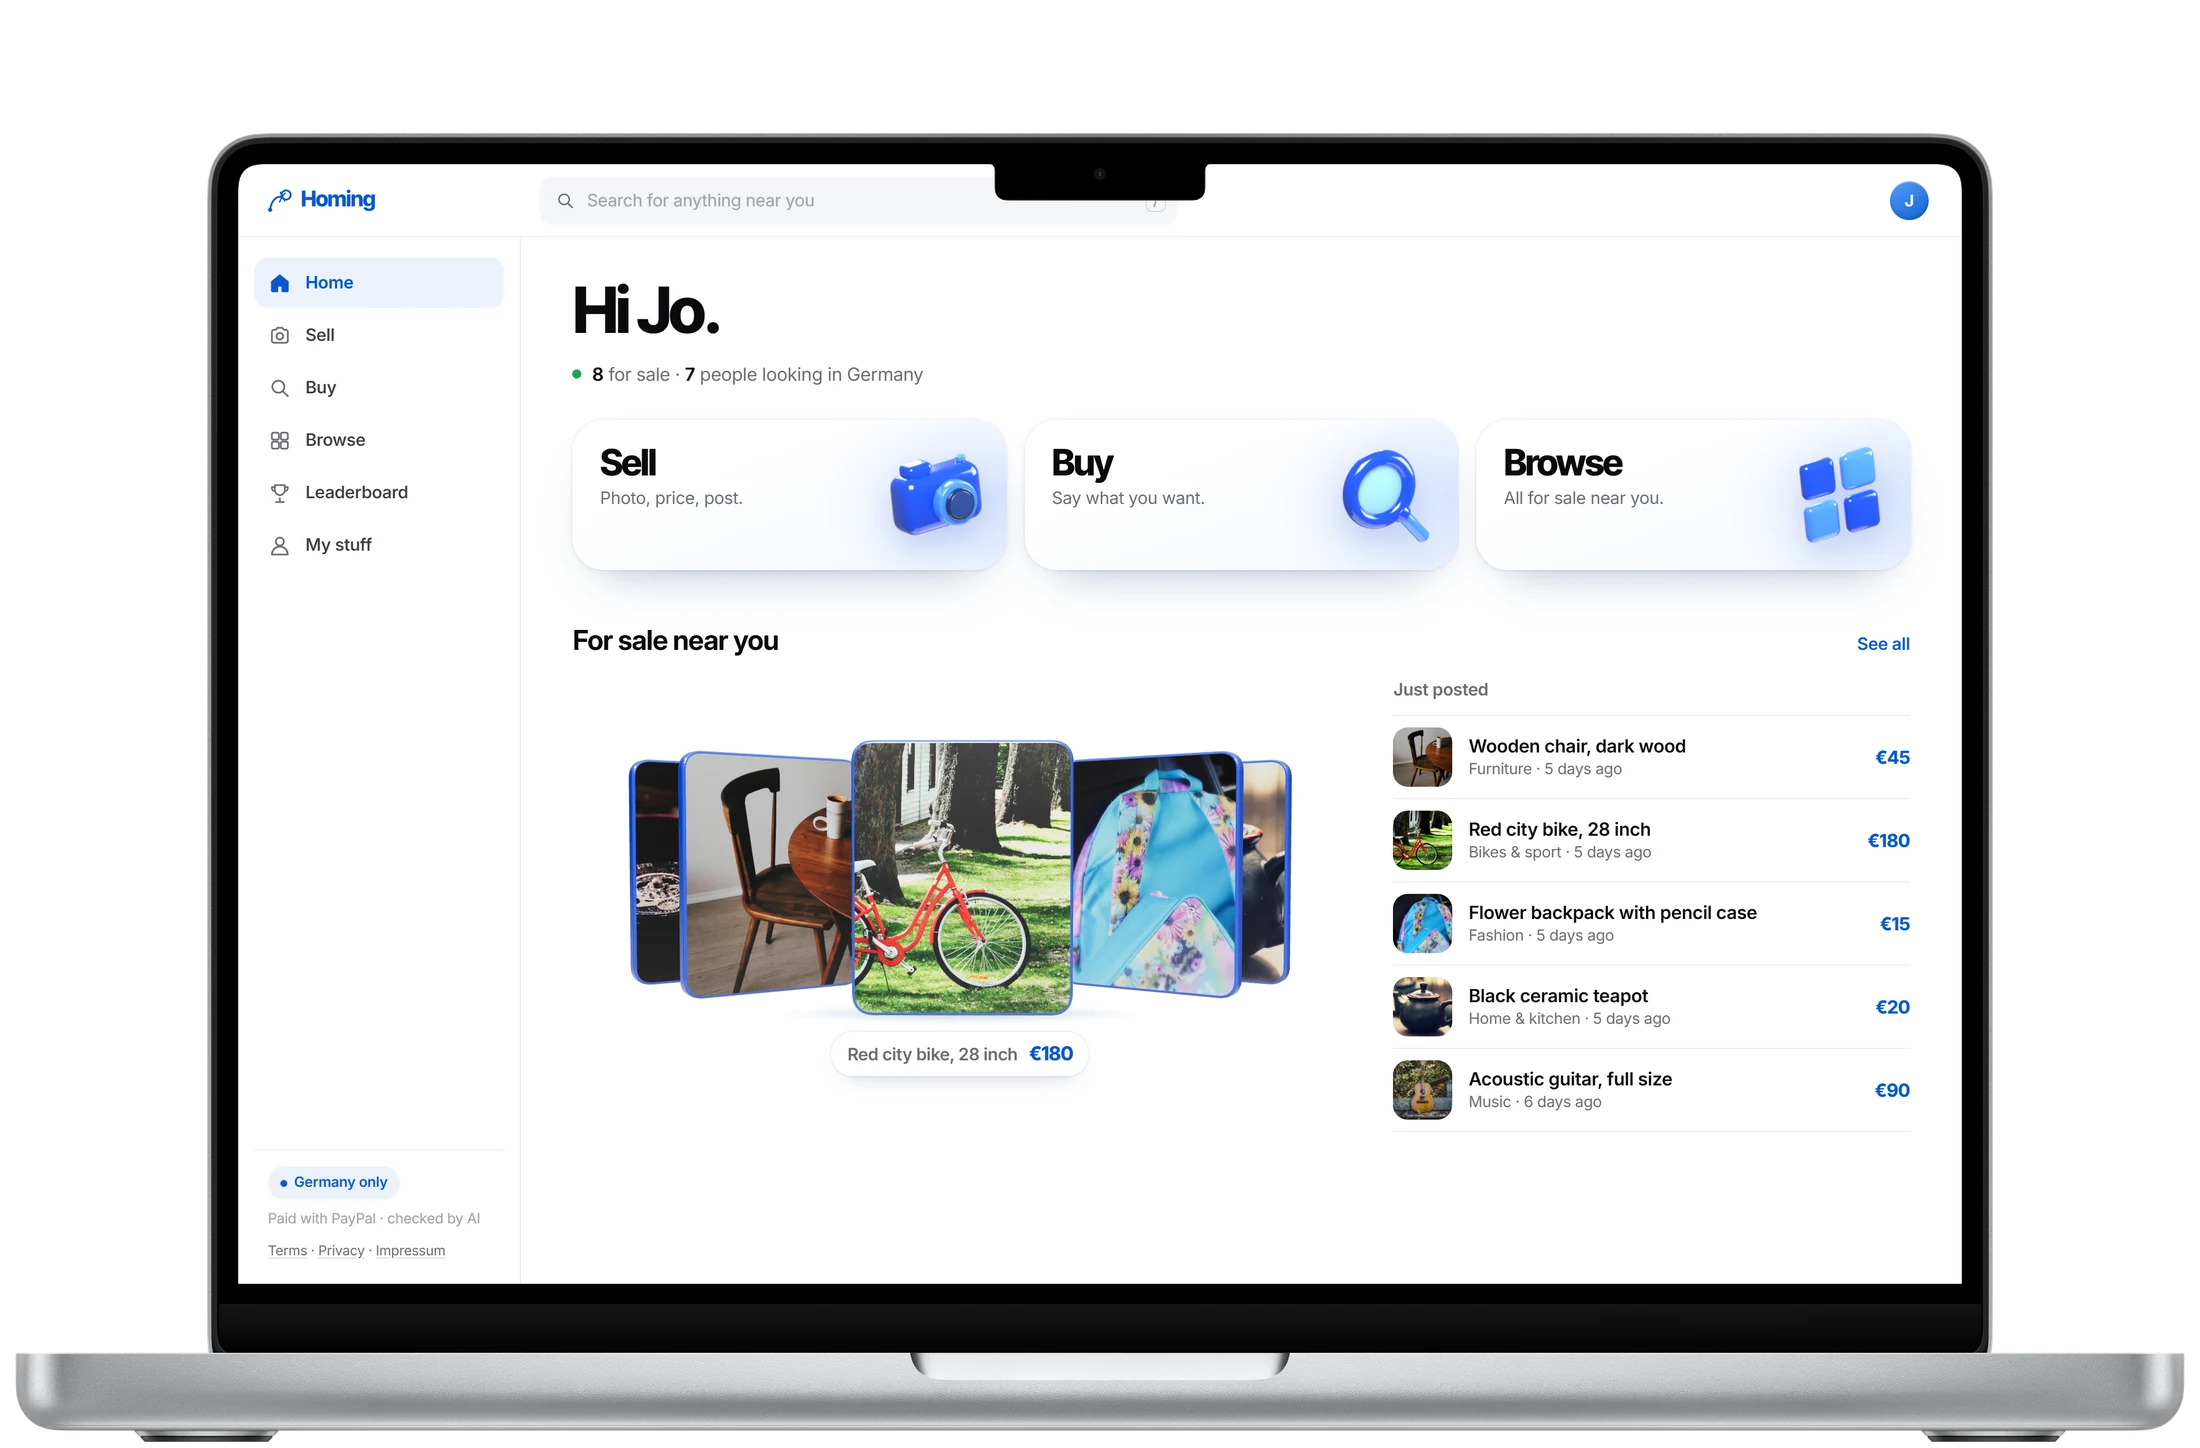 Homing
Search for anything near you
/
J
Home
Sell
Buy
Browse
Leaderboard
My stuff
Germany only
Paid with PayPal · checked by AI
Terms · Privacy · Impressum
Hi Jo.
8 for sale · 7 people looking in Germany
Sell
Photo, price, post.
Buy
Say what you want.
Browse
All for sale near you.
For sale near you
See all
Red city bike, 28 inch €180
Just posted
Wooden chair, dark wood
Furniture · 5 days ago
€45
Red city bike, 28 inch
Bikes & sport · 5 days ago
€180
Flower backpack with pencil case
Fashion · 5 days ago
€15
Black ceramic teapot
Home & kitchen · 5 days ago
€20
Acoustic guitar, full size
Music · 6 days ago
€90